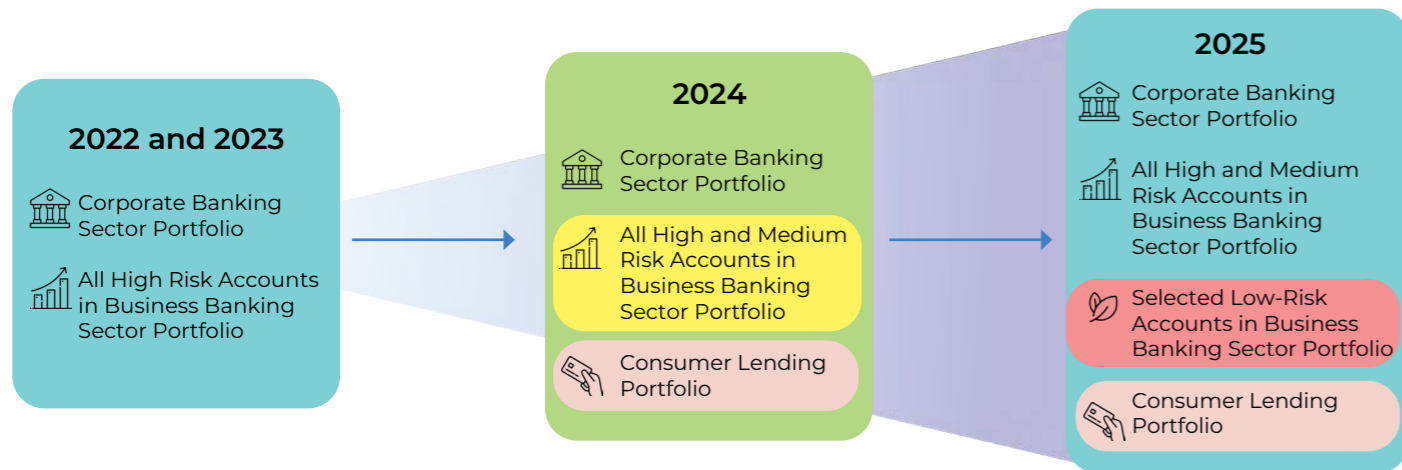 2022 and 2023
Corporate Banking
Sector Portfolio
All High Risk Accounts
in Business Banking
Sector Portfolio
2024
Corporate Banking
Sector Portfolio
All High and Medium
Risk Accounts in
Business Banking
Sector Portfolio
Consumer Lending
Portfolio
2025
Corporate Banking
Sector Portfolio
All High and Medium
Risk Accounts in
Business Banking
Sector Portfolio
Selected Low-Risk
Accounts in Business
Banking Sector Portfolio
Consumer Lending
Portfolio